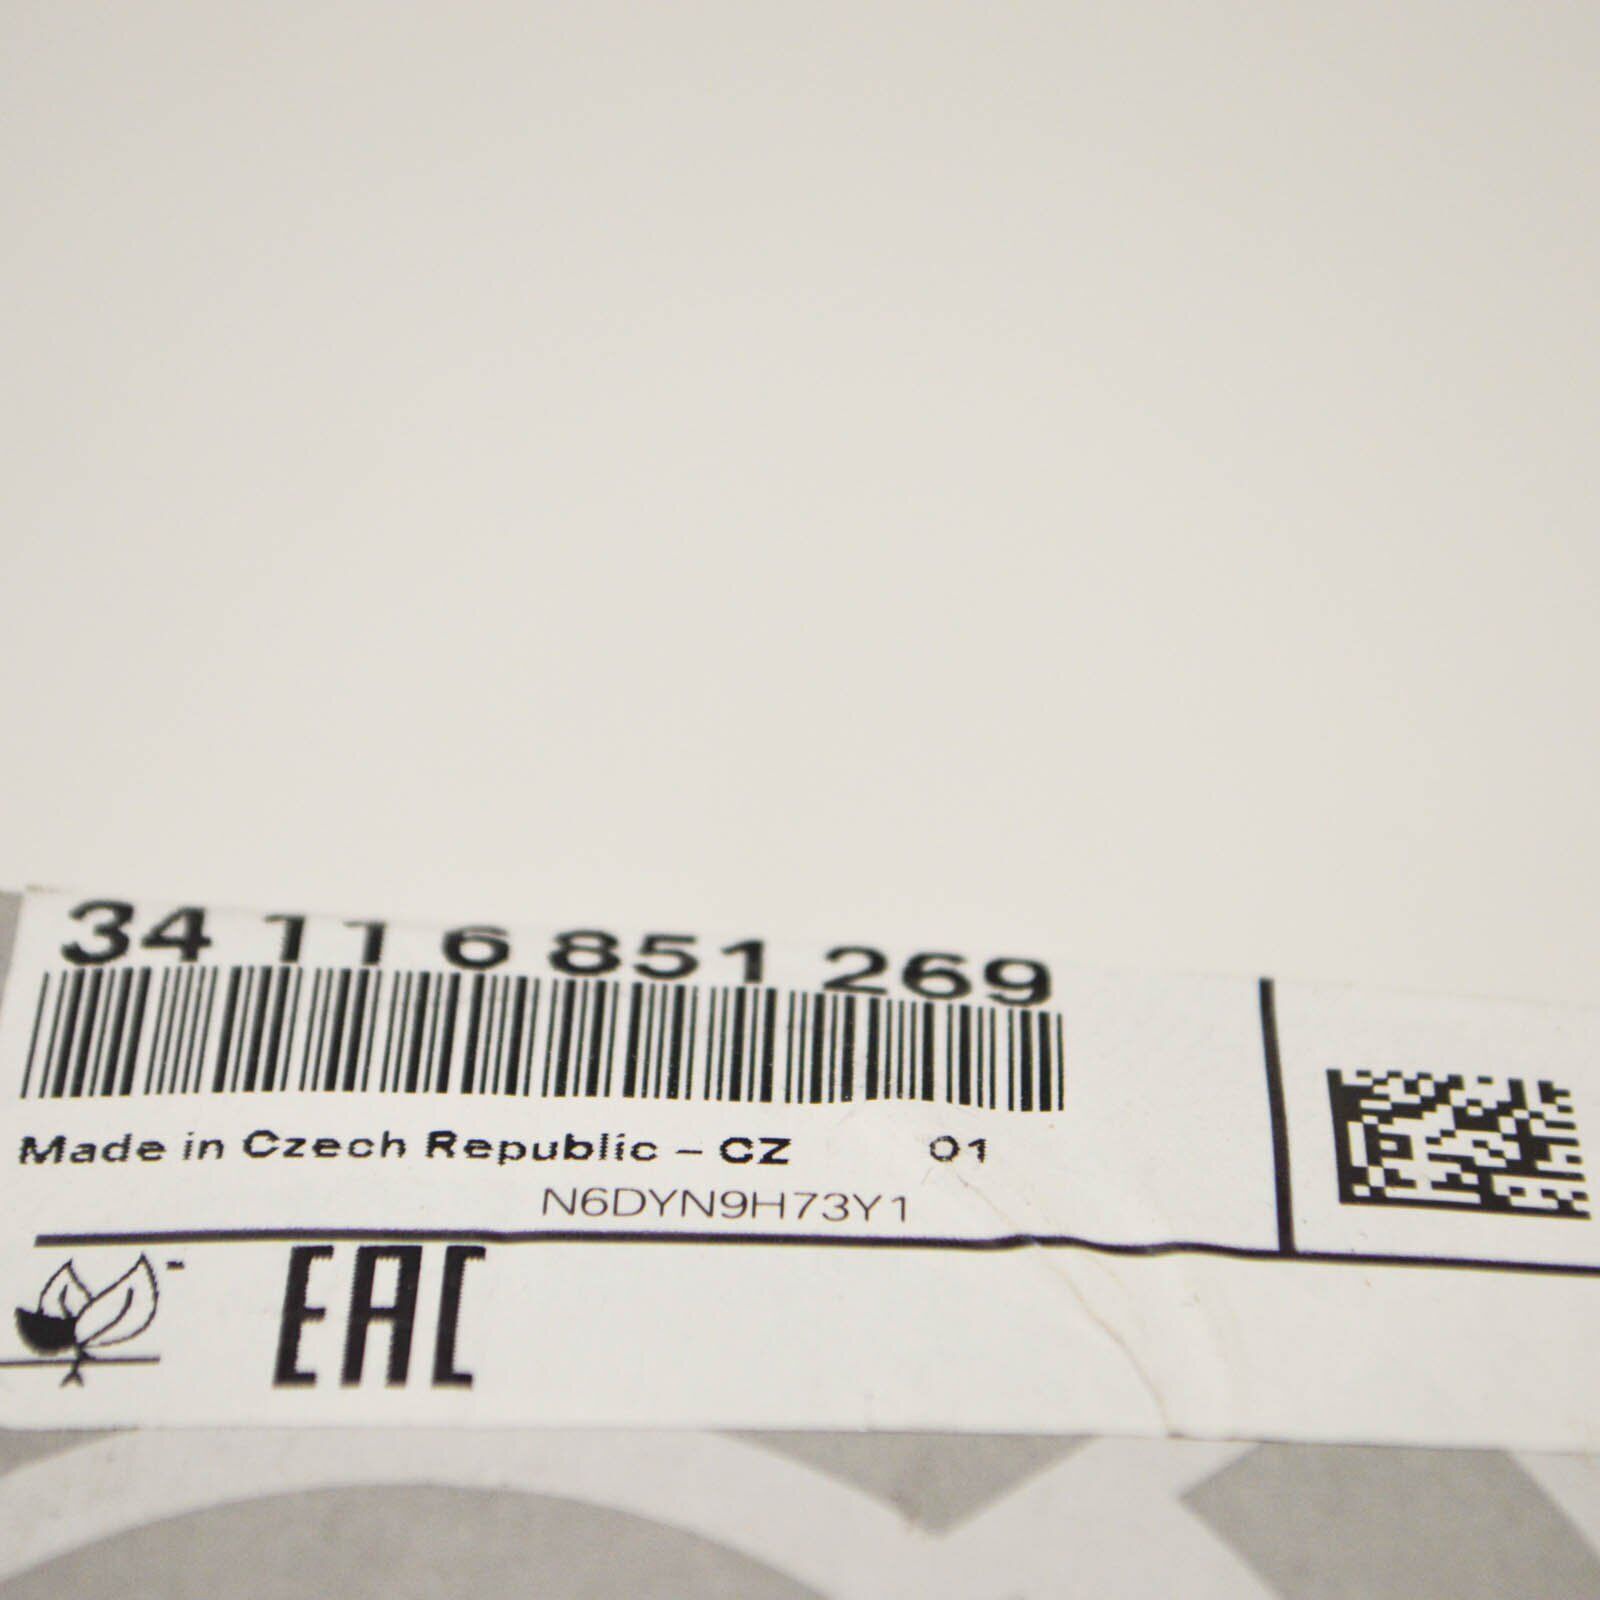 34 11 6 851 269
Made in Czech Republic - CZ 01
N6DYN9H73Y1
EAC